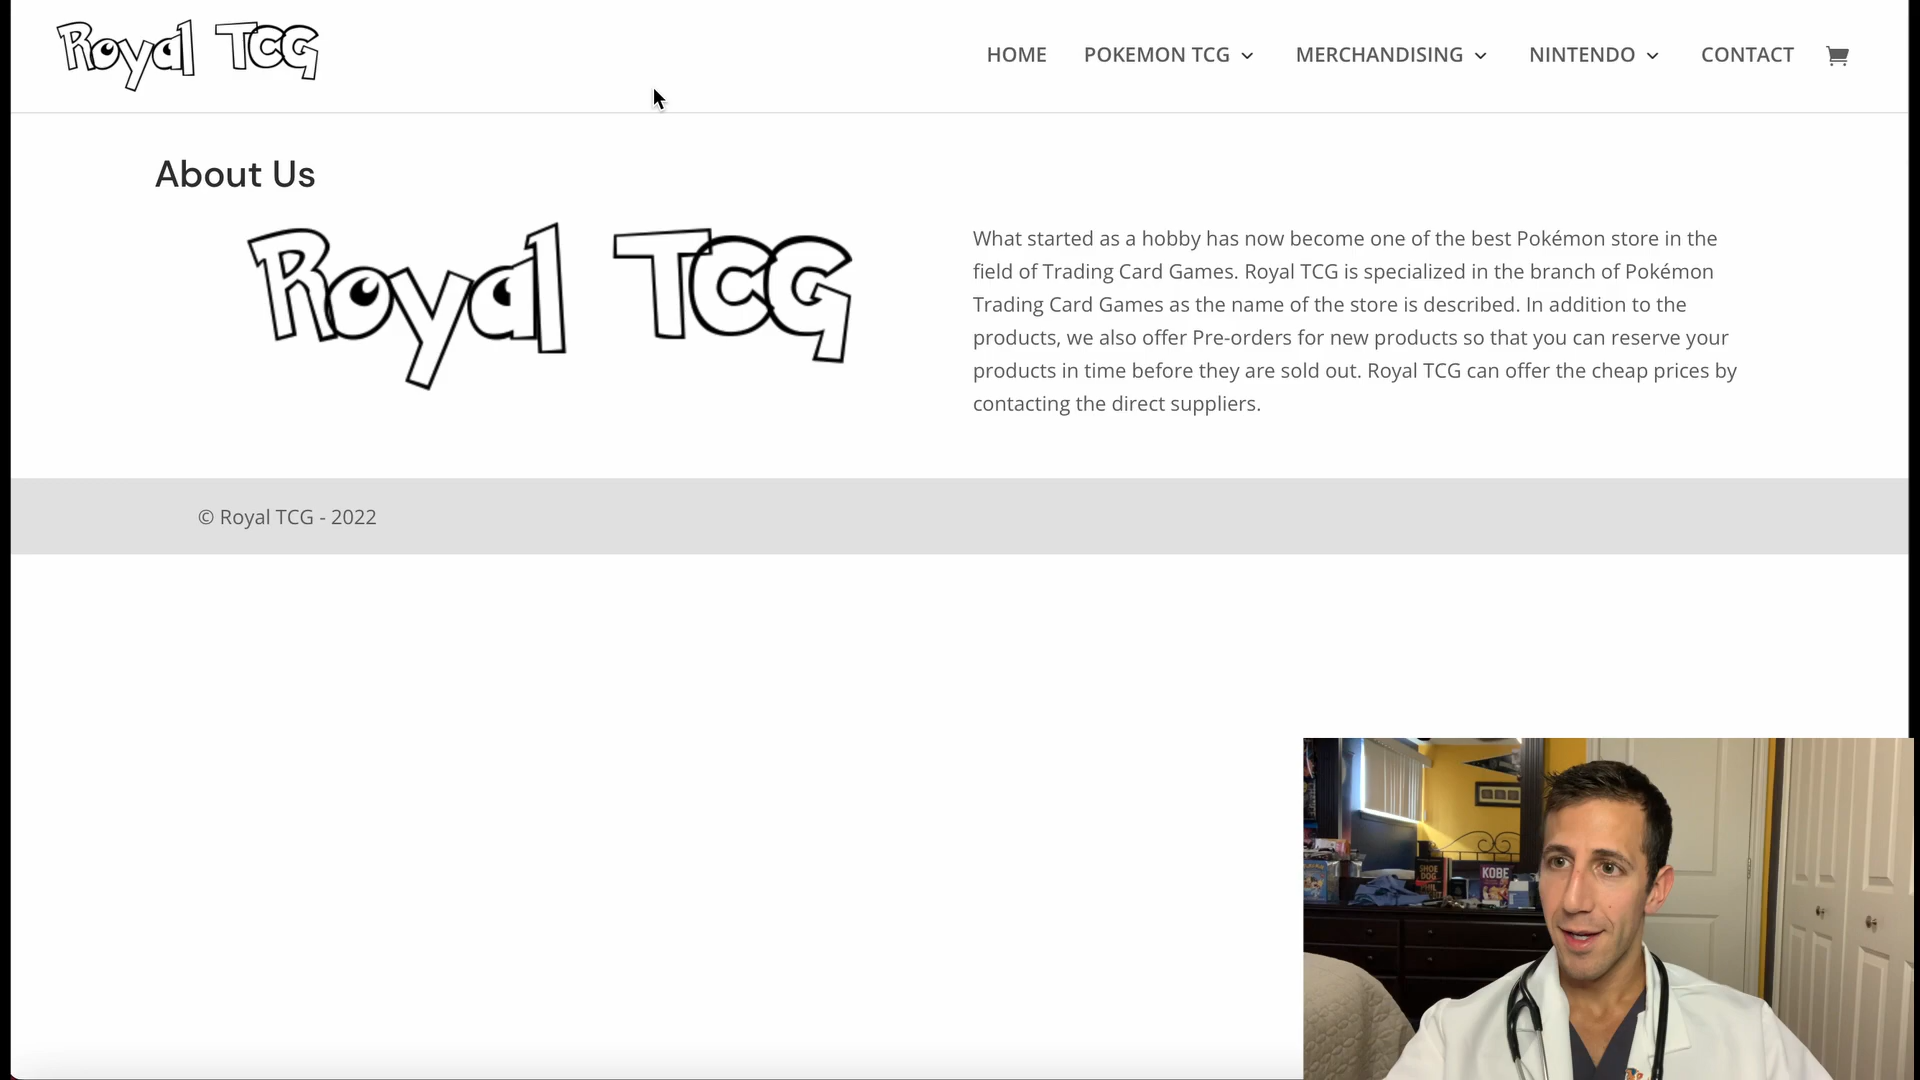 Royal TCG
HOME
POKEMON TCG
MERCHANDISING
NINTENDO
CONTACT
About Us
Royal TCG
What started as a hobby has now become one of the best Pokémon store in the
field of Trading Card Games. Royal TCG is specialized in the branch of Pokémon
Trading Card Games as the name of the store is described. In addition to the
products, we also offer Pre-orders for new products so that you can reserve your
products in time before they are sold out. Royal TCG can offer the cheap prices by
contacting the direct suppliers.
© Royal TCG - 2022
SHOE
DOG
KOBE